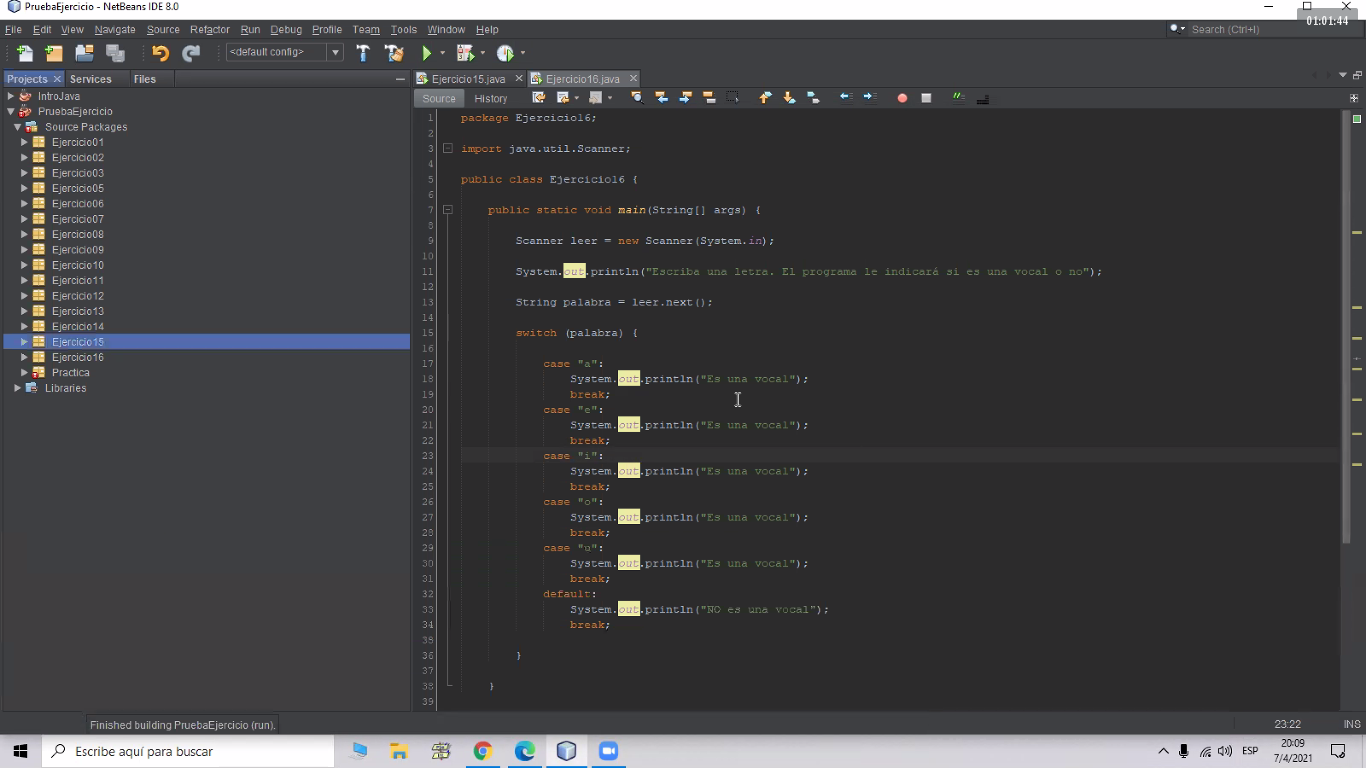 PruebaEjercicio - NetBeans IDE 8.0
01:01:44
File Edit View Navigate Source Refactor Run Debug Profile Team Tools Window Help
Search (Ctrl+I)
<default config>
Projects Services Files
Ejercicio15.java Ejercicio16.java
Source History
IntroJava
PruebaEjercicio
Source Packages
Ejercicio01
Ejercicio02
Ejercicio03
Ejercicio05
Ejercicio06
Ejercicio07
Ejercicio08
Ejercicio09
Ejercicio10
Ejercicio11
Ejercicio12
Ejercicio13
Ejercicio14
Ejercicio15
Ejercicio16
Practica
Libraries
1 package Ejercicio16;
2
3 import java.util.Scanner;
4
5 public class Ejercicio16 {
6
7 public static void main(String[] args) {
8
9 Scanner leer = new Scanner(System.in);
10
11 System.out.println("Escriba una letra. El programa le indicará si es una vocal o no");
12
13 String palabra = leer.next();
14
15 switch (palabra) {
16
17 case "a":
18 System.out.println("Es una vocal");
19 break;
20 case "e":
21 System.out.println("Es una vocal");
22 break;
23 case "i":
24 System.out.println("Es una vocal");
25 break;
26 case "o":
27 System.out.println("Es una vocal");
28 break;
29 case "u":
30 System.out.println("Es una vocal");
31 break;
32 default:
33 System.out.println("NO es una vocal");
34 break;
35
36 }
37
38 }
39
Finished building PruebaEjercicio (run).
23:22 INS
Escribe aquí para buscar
ESP
20:09
7/4/2021